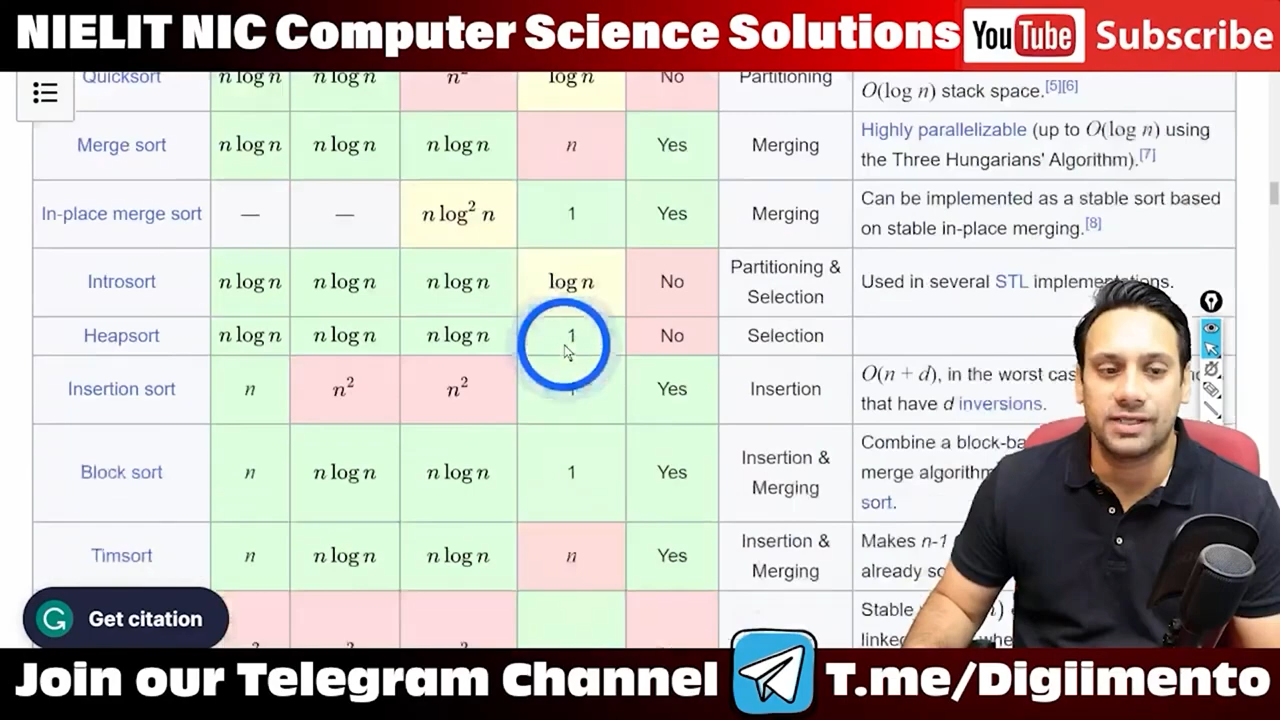 NIELIT NIC Computer Science Solutions YouTube Subscribe
Quicksort n log n n log n n² log n No Partitioning
O(log n) stack space.[5][6]
Merge sort n log n n log n n log n n Yes Merging Highly parallelizable (up to O(log n) using
the Three Hungarians' Algorithm).[7]
In-place merge sort — — n log² n 1 Yes Merging Can be implemented as a stable sort based
on stable in-place merging.[8]
Introsort n log n n log n n log n log n No Partitioning &
Selection Used in several STL implementations.
Heapsort n log n n log n n log n 1 No Selection
Insertion sort n n² n² 1 Yes Insertion O(n + d), in the worst
that have d inversions.
Block sort n n log n n log n 1 Yes Insertion &
Merging Combine a
merge
sort.
Timsort n n log n n log n n Yes Insertion &
Merging Makes n-1
already
Stable
Get citation
Join our Telegram Channel T.me/Digiimento